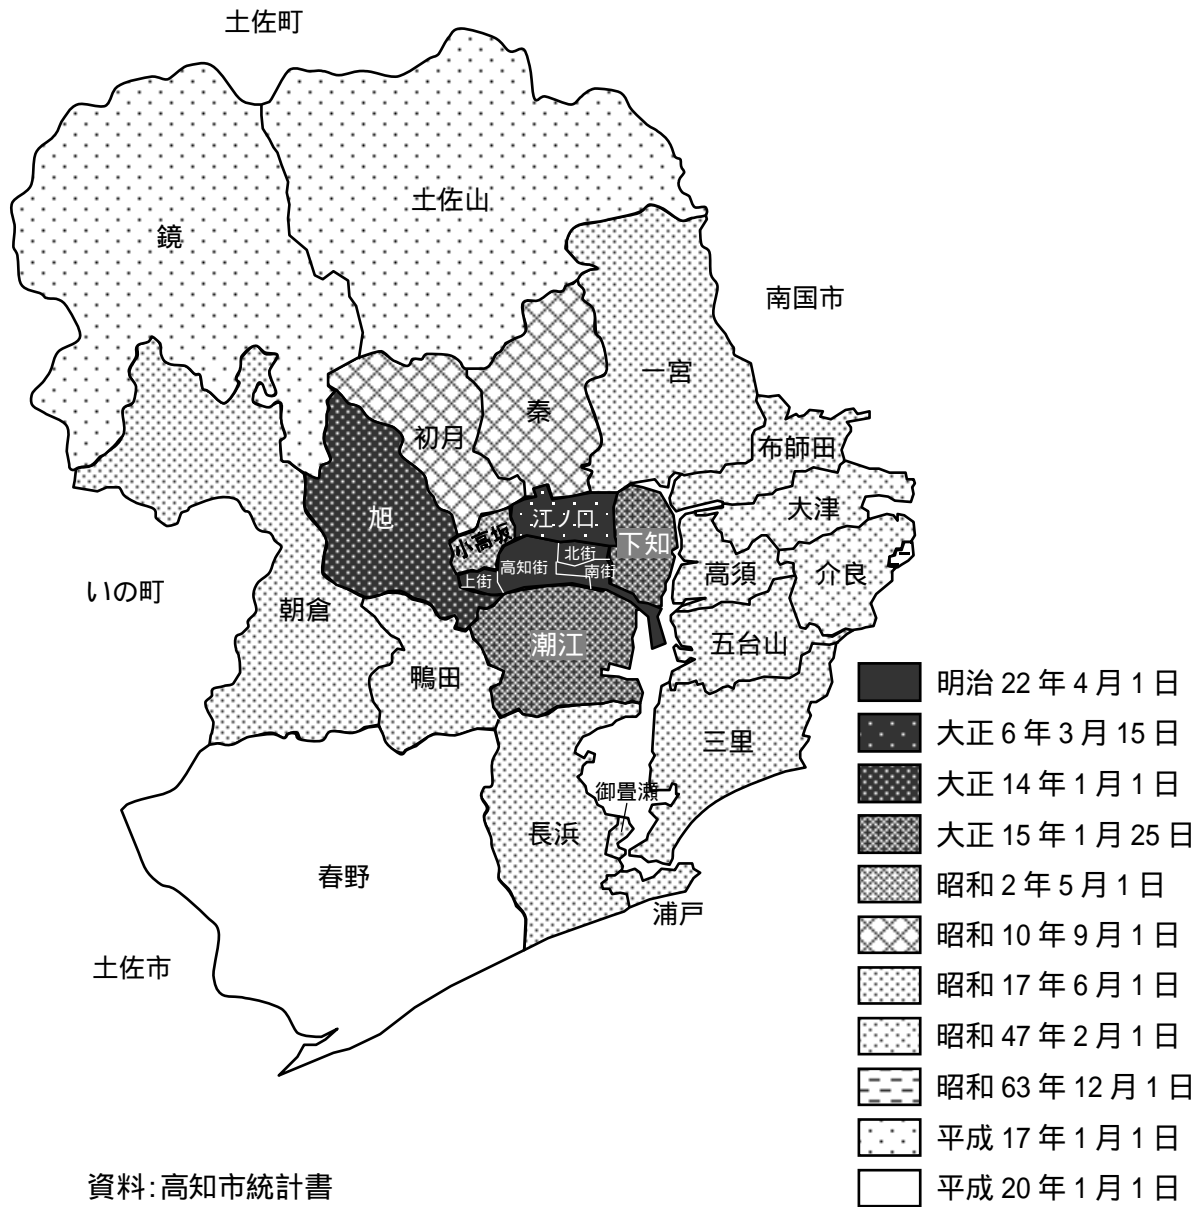 土佐町
土佐山
鏡
南国市
一宮
秦
初月
布師田
大津
旭
江ノ口
下知
小高坂
北街
高知街
南街
上街
高須
介良
いの町
朝倉
潮江
五台山
鴨田
三里
御畳瀬
長浜
春野
浦戸
土佐市
明治 22 年 4 月 1 日
大正 6 年 3 月 15 日
大正 14 年 1 月 1 日
大正 15 年 1 月 25 日
昭和 2 年 5 月 1 日
昭和 10 年 9 月 1 日
昭和 17 年 6 月 1 日
昭和 47 年 2 月 1 日
昭和 63 年 12 月 1 日
平成 17 年 1 月 1 日
平成 20 年 1 月 1 日
資料:高知市統計書